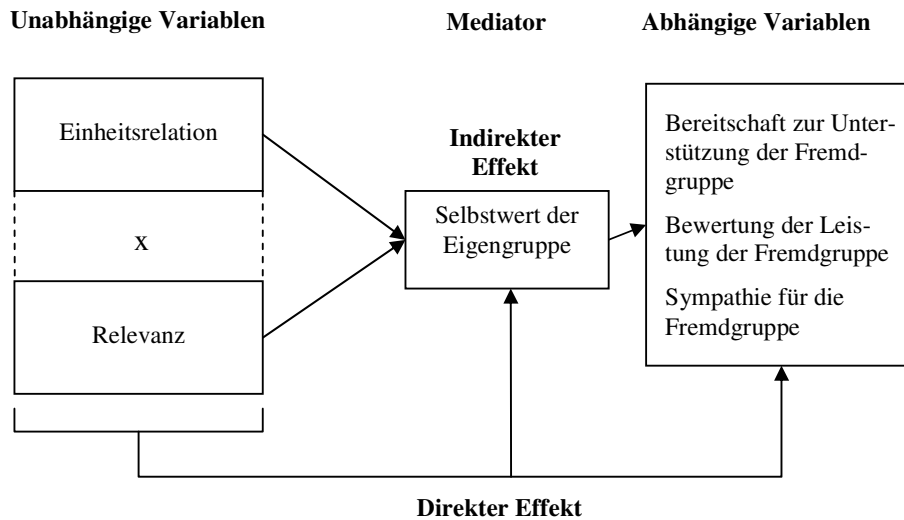 Unabhängige Variablen
Mediator
Abhängige Variablen
Einheitsrelation
x
Relevanz
Indirekter
Effekt
Selbstwert der
Eigengruppe
Bereitschaft zur Unter-
stützung der Fremd-
gruppe
Bewertung der Leis-
tung der Fremdgruppe
Sympathie für die
Fremdgruppe
Direkter Effekt